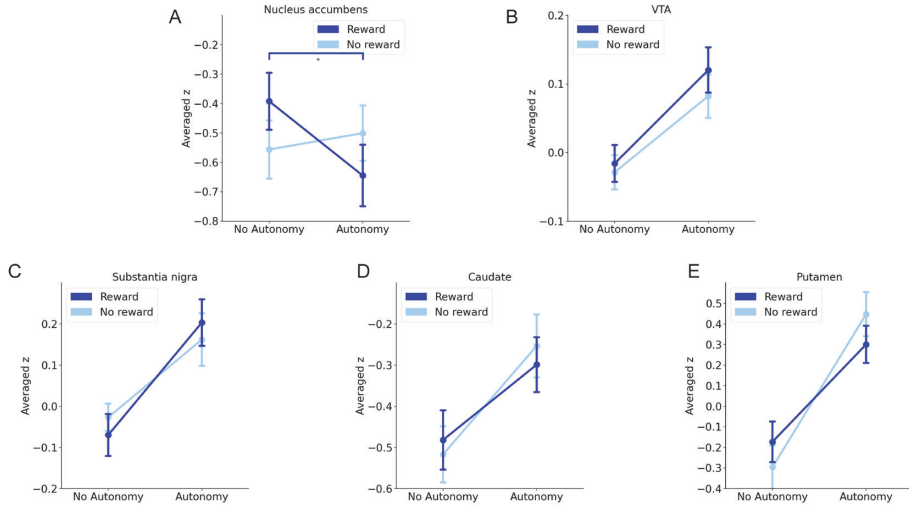 A
Nucleus accumbens
Reward
No reward
+
Averaged z
−0.2
−0.3
−0.4
−0.5
−0.6
−0.7
−0.8
No Autonomy
Autonomy
B
VTA
Reward
No reward
Averaged z
0.1
0.0
−0.1
No Autonomy
Autonomy
C
Substantia nigra
Reward
No reward
Averaged z
0.2
0.1
0.0
−0.1
−0.2
No Autonomy
Autonomy
D
Caudate
Reward
No reward
Averaged z
−0.2
−0.3
−0.4
−0.5
−0.6
No Autonomy
Autonomy
E
Putamen
Reward
No reward
Averaged z
0.5
0.4
0.3
0.2
0.1
0.0
−0.1
−0.2
−0.3
−0.4
No Autonomy
Autonomy